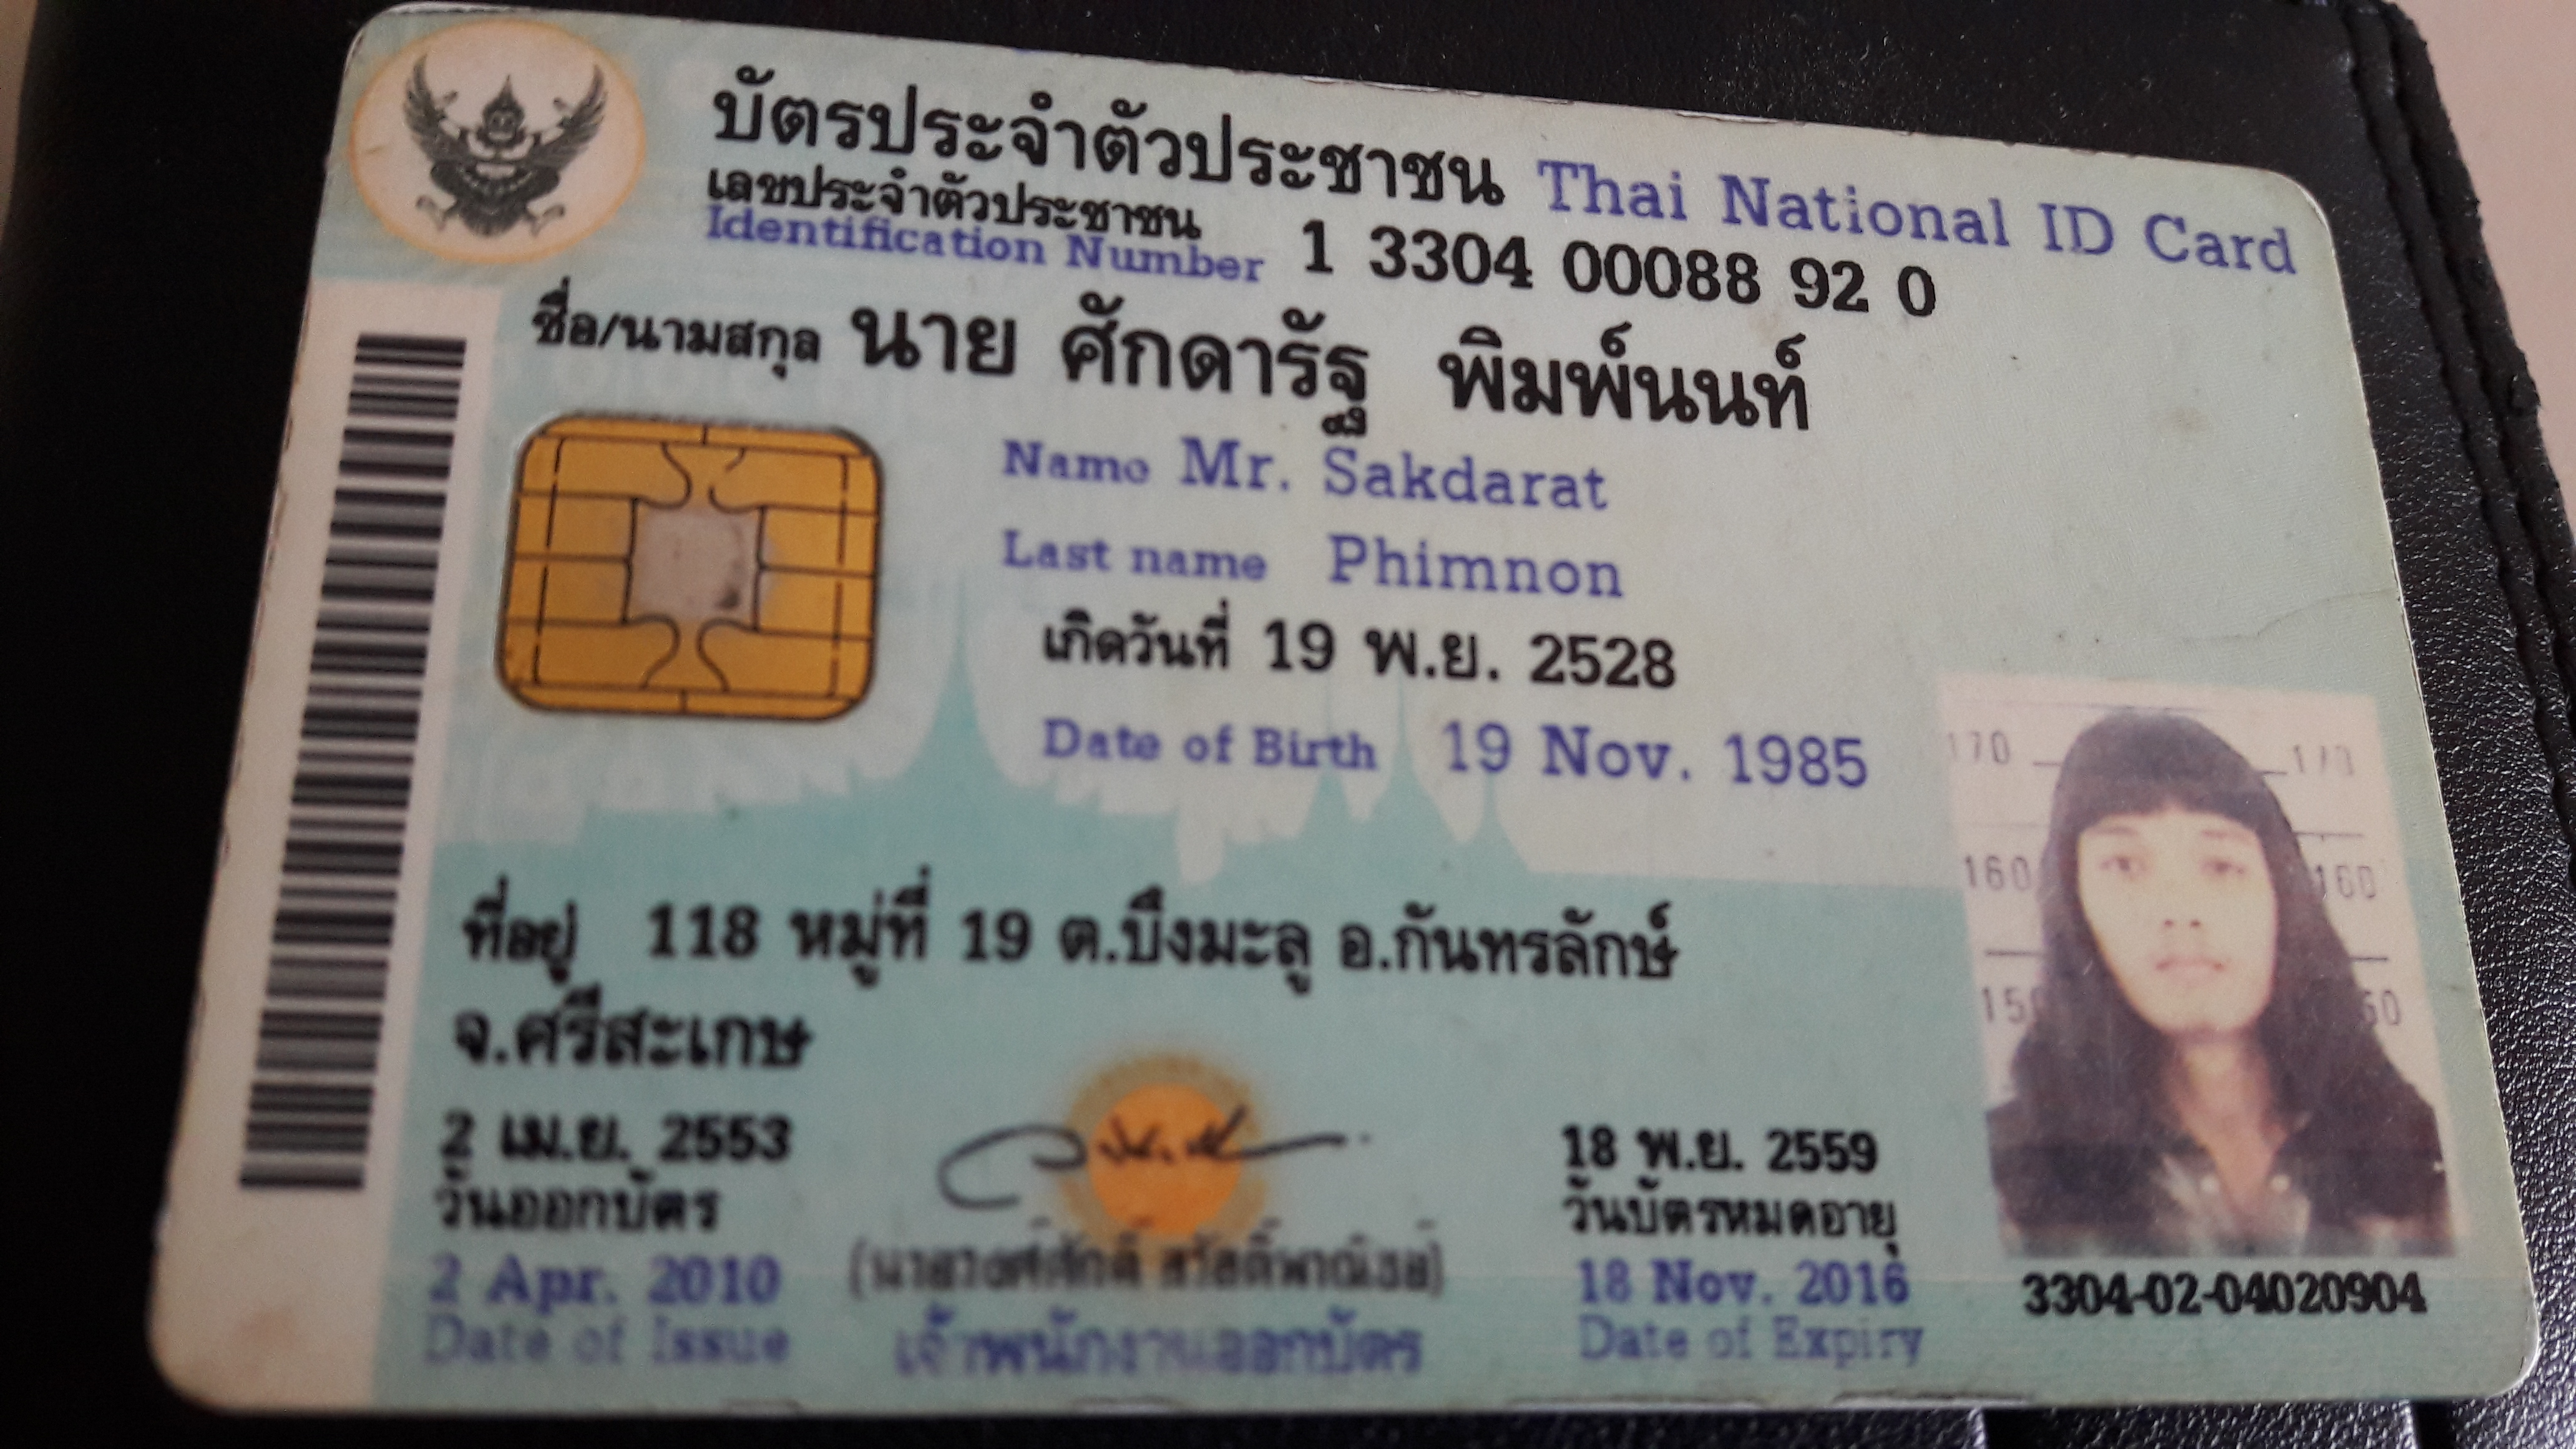 บัตรประจำตัวประชาชน Thai National ID Card
เลขประจำตัวประชาชน
Identification Number 1 3304 00088 92 0
ชื่อ/นามสกุล นาย ศักดารัฐ พิมพ์นนท์
Name Mr. Sakdarat
Last name Phimnon
เกิดวันที่ 19 พ.ย. 2528
Date of Birth 19 Nov. 1985
170 170
160 160
150 150
ที่อยู่ 118 หมู่ที่ 19 ต.บึงมะลู อ.กันทรลักษ์
จ.ศรีสะเกษ
2 เม.ย. 2553
วันออกบัตร
2 Apr. 2010
Date of Issue
เจ้าพนักงานออกบัตร
18 พ.ย. 2559
วันบัตรหมดอายุ
18 Nov. 2016
Date of Expiry
3304-02-04020904